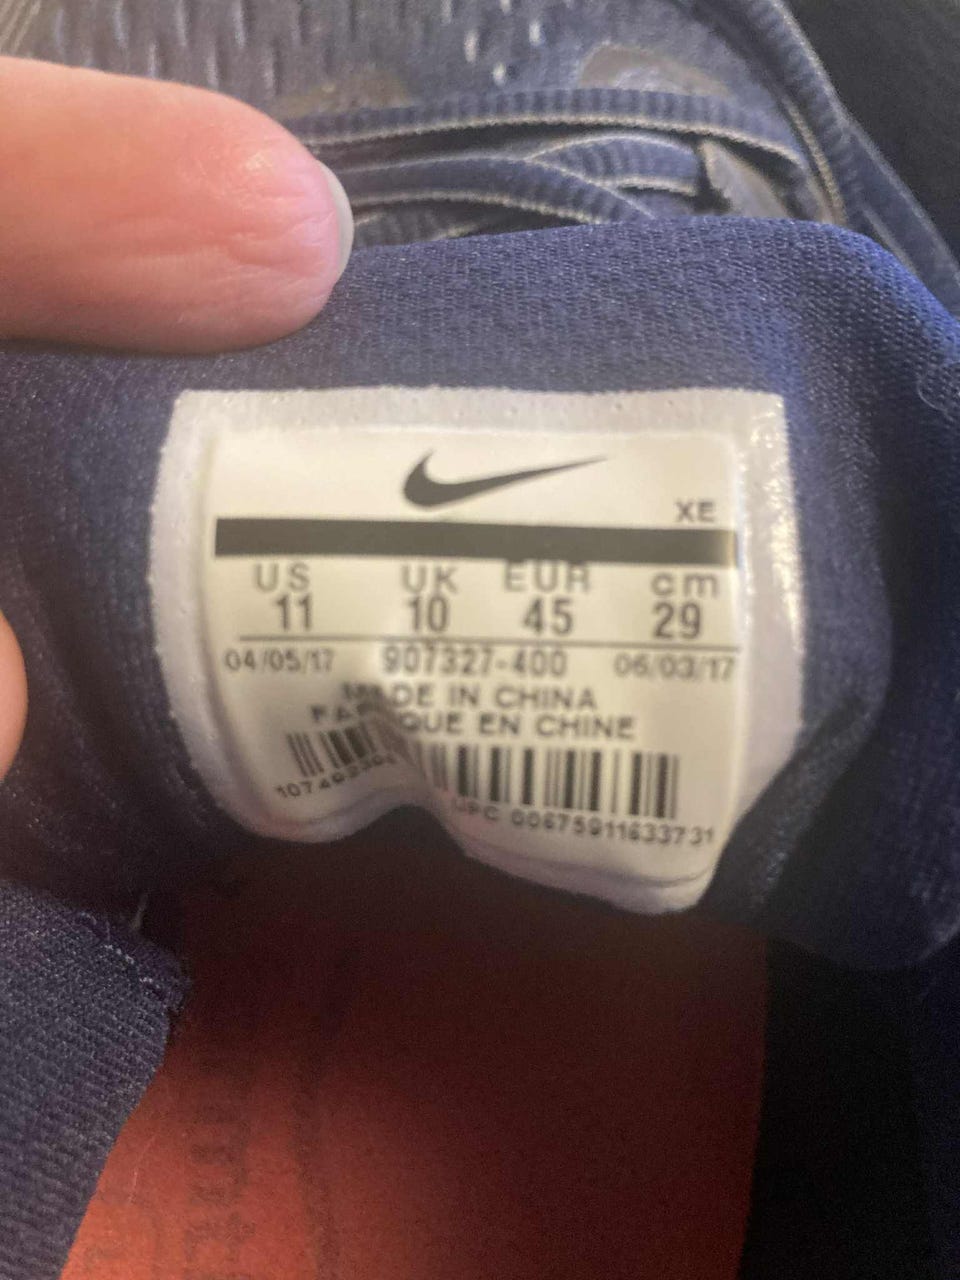 XE
US UK EUR cm
11 10 45 29
04/05/17 907327-400 06/03/17
MADE IN CHINA
QUE EN CHINE
UPC 00675911633731